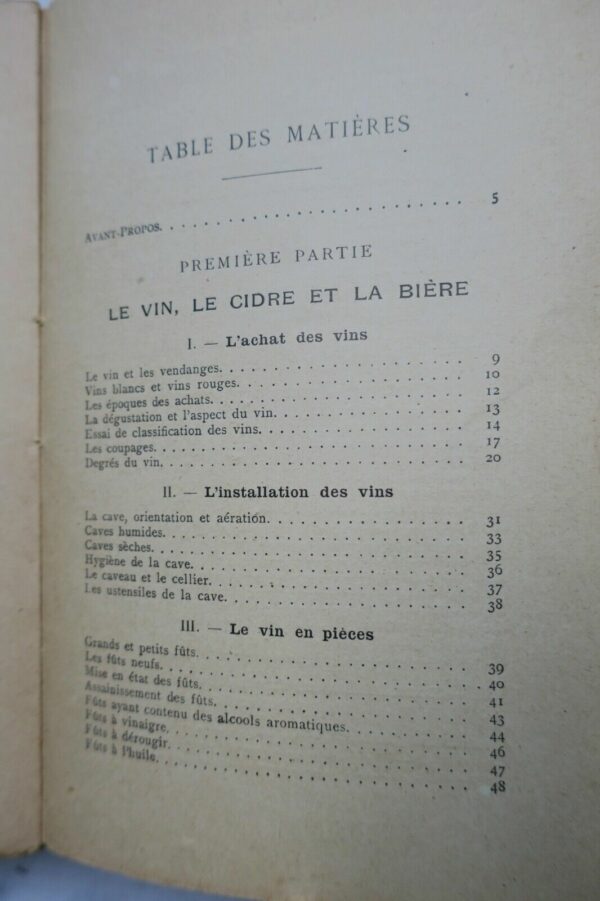 TABLE DES MATIÈRES
AVANT-PROPOS. . . . . . . . . . . . . . . . . . . . . 5
PREMIÈRE PARTIE
LE VIN, LE CIDRE ET LA BIÈRE
I. — L'achat des vins
Le vin et les vendanges. . . . . . . . . . . . . . . . . 9
Vins blancs et vins rouges. . . . . . . . . . . . . . . . 10
Les époques des achats. . . . . . . . . . . . . . . . . 12
La dégustation et l'aspect du vin. . . . . . . . . . . . . 13
Essai de classification des vins. . . . . . . . . . . . . . 14
Les coupages. . . . . . . . . . . . . . . . . . . . . 17
Degrés du vin. . . . . . . . . . . . . . . . . . . . . 20
II. — L'installation des vins
La cave, orientation et aération. . . . . . . . . . . . . . 31
Caves humides. . . . . . . . . . . . . . . . . . . . . 33
Caves sèches. . . . . . . . . . . . . . . . . . . . . 35
Hygiène de la cave. . . . . . . . . . . . . . . . . . . 36
Le caveau et le cellier. . . . . . . . . . . . . . . . . . 37
Les ustensiles de la cave. . . . . . . . . . . . . . . . . 38
III. — Le vin en pièces
Grands et petits fûts. . . . . . . . . . . . . . . . . . . 39
Les fûts neufs. . . . . . . . . . . . . . . . . . . . . 40
Mise en état des fûts. . . . . . . . . . . . . . . . . . 41
Assainissement des fûts. . . . . . . . . . . . . . . . . 43
Fûts ayant contenu des alcools aromatiques. . . . . . . . . 44
Fûts à vinaigre. . . . . . . . . . . . . . . . . . . . . 46
Fûts à dérougir. . . . . . . . . . . . . . . . . . . . . 47
Fûts à l'huile. . . . . . . . . . . . . . . . . . . . . . 48